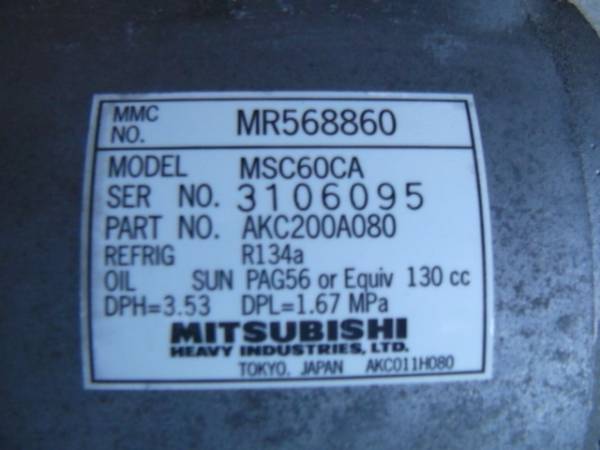 MMC NO. MR568860
MODEL MSC60CA
SER NO. 3106095
PART NO. AKC200A080
REFRIG R134a
OIL SUN PAG56 or Equiv 130 cc
DPH=3.53 DPL=1.67 MPa
MITSUBISHI
HEAVY INDUSTRIES, LTD.
TOKYO, JAPAN AKC011H080